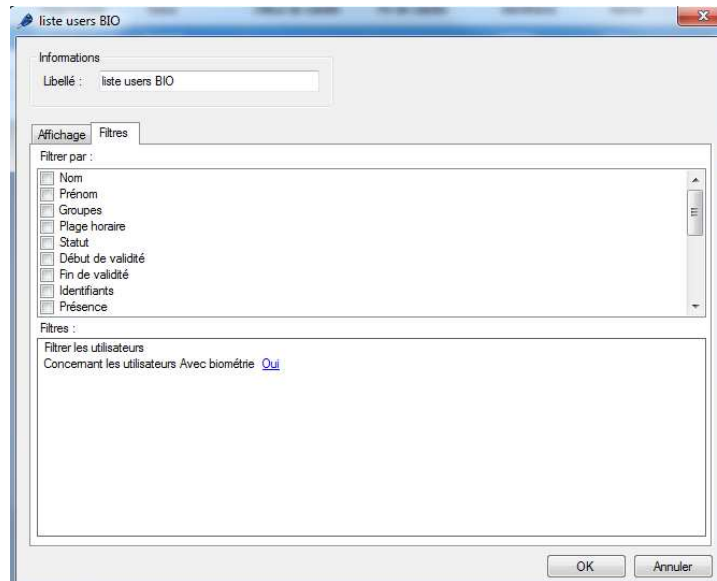 liste users BIO
Informations
Libellé : liste users BIO
Affichage Filtres
Filtrer par :
Nom
Prénom
Groupes
Plage horaire
Statut
Début de validité
Fin de validité
Identifiants
Présence
Filtres :
Filtrer les utilisateurs
Concernant les utilisateurs Avec biométrie Oui
OK Annuler